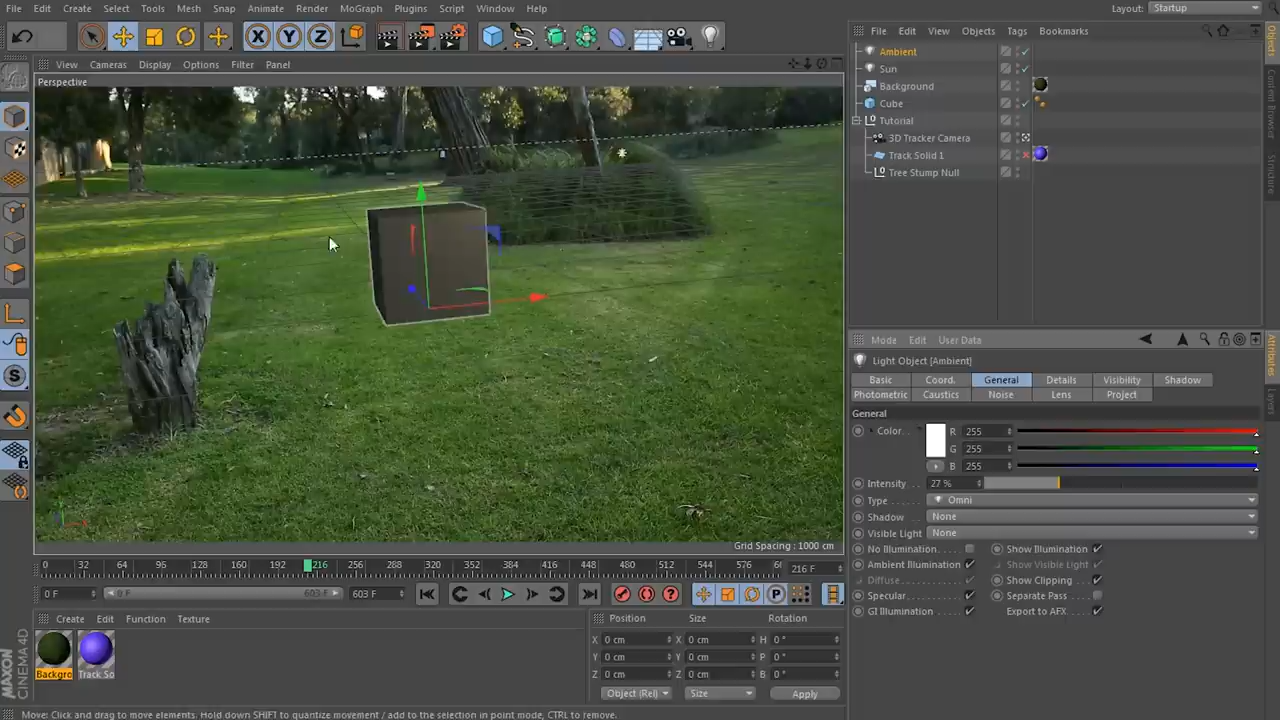 File Edit Create Select Tools Mesh Snap Animate Render MoGraph Plugins Script Window Help
Layout: Startup
X Y Z
File Edit View Objects Tags Bookmarks
View Cameras Display Options Filter Panel
Perspective
Ambient
Sun
Background
Cube
Tutorial
3D Tracker Camera
Track Solid 1
Tree Stump Null
Objects
Content Browser
Structure
Mode Edit User Data
Attributes
Layers
Light Object [Ambient]
Basic Coord. General Details Visibility Shadow
Photometric Caustics Noise Lens Project
General
Color. . R 255
G 255
B 255
Intensity . . . 27 %
Type . . . . . . Omni
Shadow . . . . None
Visible Light . None
No Illumination. . . . . Show Illumination
Ambient Illumination Show Visible Light
Diffuse . . . . . . . . . . Show Clipping
Specular. . . . . . . . . Separate Pass
GI Illumination . . . . Export to AFX
Grid Spacing : 1000 cm
0 32 64 96 128 160 192 216 256 288 320 352 384 416 448 480 512 544 576 60 216 F
0 F 0 F 603 F 603 F
P
Create Edit Function Texture
Position Size Rotation
X 0 cm X 0 cm H 0 °
Y 0 cm Y 0 cm P 0 °
Z 0 cm Z 0 cm B 0 °
Object (Rel) Size Apply
Backgro Track So
MAXON
CINEMA 4D
Move: Click and drag to move elements. Hold down SHIFT to quantize movement / add to the selection in point mode, CTRL to remove.